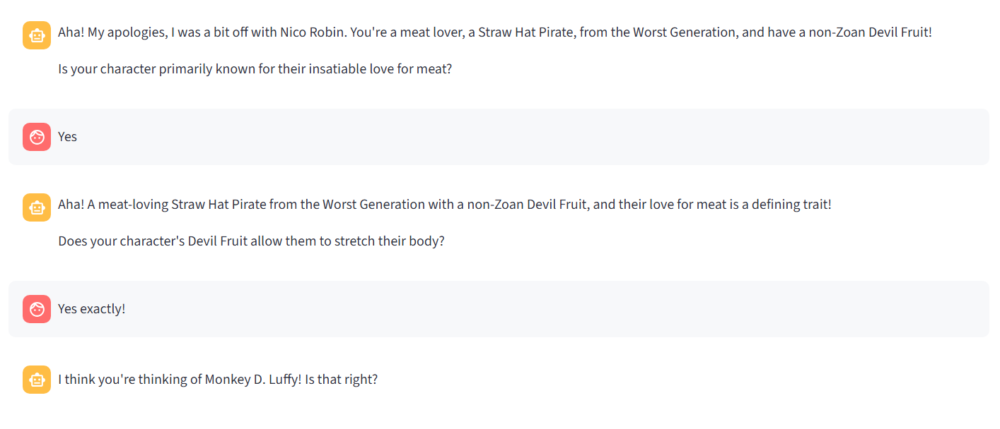 Aha! My apologies, I was a bit off with Nico Robin. You're a meat lover, a Straw Hat Pirate, from the Worst Generation, and have a non-Zoan Devil Fruit!
Is your character primarily known for their insatiable love for meat?
Yes
Aha! A meat-loving Straw Hat Pirate from the Worst Generation with a non-Zoan Devil Fruit, and their love for meat is a defining trait!
Does your character's Devil Fruit allow them to stretch their body?
Yes exactly!
I think you're thinking of Monkey D. Luffy! Is that right?